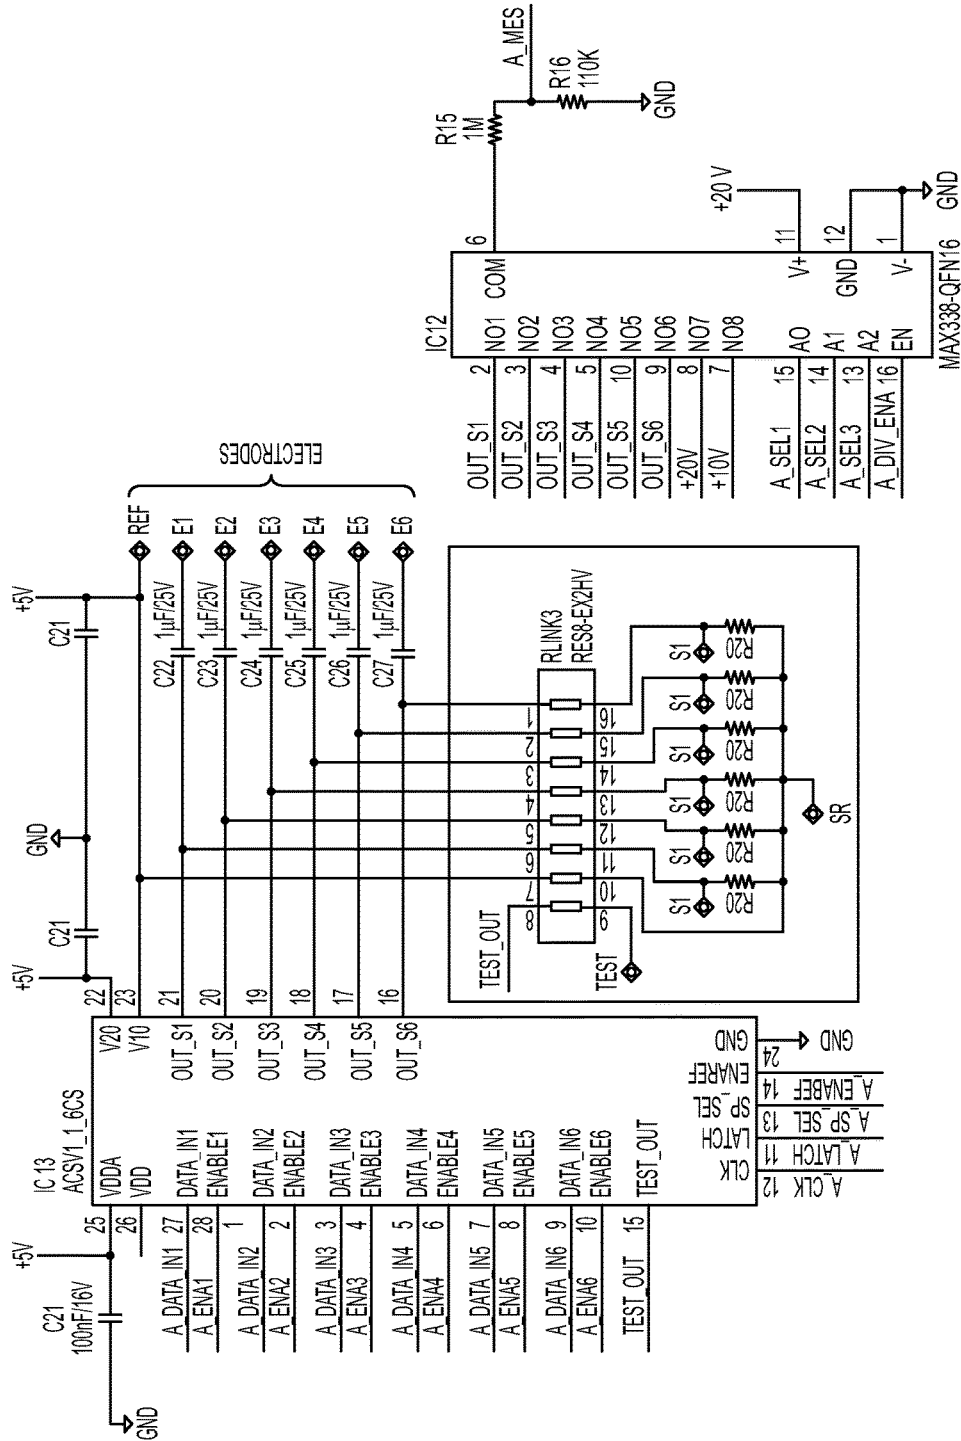 +5V
C21
100nF/16V
GND
IC 13
ACSV1_1_6CS
25
VDDA
26
VDD
27
DATA_IN1
A_DATA_IN1
28
ENABLE1
A_ENA1
1
DATA_IN2
A_DATA_IN2
2
ENABLE2
A_ENA2
3
DATA_IN3
A_DATA_IN3
4
ENABLE3
A_ENA3
5
DATA_IN4
A_DATA_IN4
6
ENABLE4
A_ENA4
7
DATA_IN5
A_DATA_IN5
8
ENABLE5
A_ENA5
9
DATA_IN6
A_DATA_IN6
10
ENABLE6
A_ENA6
15
TEST_OUT
TEST OUT
V20
22
V10
23
OUT_S1
21
OUT_S2
20
OUT_S3
19
OUT_S4
18
OUT_S5
17
OUT_S6
16
CLK
12
A_CLK
LATCH
11
A_LATCH
SP_SEL
13
A_SP_SEL
ENAREF
14
A_ENABEF
GND
24
GND
+5V
C21
GND
C21
+5V
REF
C22
1µF/25V
E1
C23
1µF/25V
E2
C24
1µF/25V
E3
C25
1µF/25V
E4
C26
1µF/25V
E5
C27
1µF/25V
E6
ELECTRODES
RLINK3
RES8-EX2HV
1
2
3
4
5
6
7
8
16
15
14
13
12
11
10
9
TEST_OUT
TEST
S1
R20
S1
R20
S1
R20
S1
R20
S1
R20
S1
R20
SR
IC12
OUT_S1
2
NO1
OUT_S2
3
NO2
OUT_S3
4
NO3
OUT_S4
5
NO4
OUT_S5
10
NO5
OUT_S6
9
NO6
+20V
8
NO7
+10V
7
NO8
A_SEL1
15
AO
A_SEL2
14
A1
A_SEL3
13
A2
A_DIV_ENA
16
EN
COM
6
V+
11
+20 V
GND
12
V-
1
GND
MAX338-QFN16
R15
1M
A_MES
R16
110K
GND